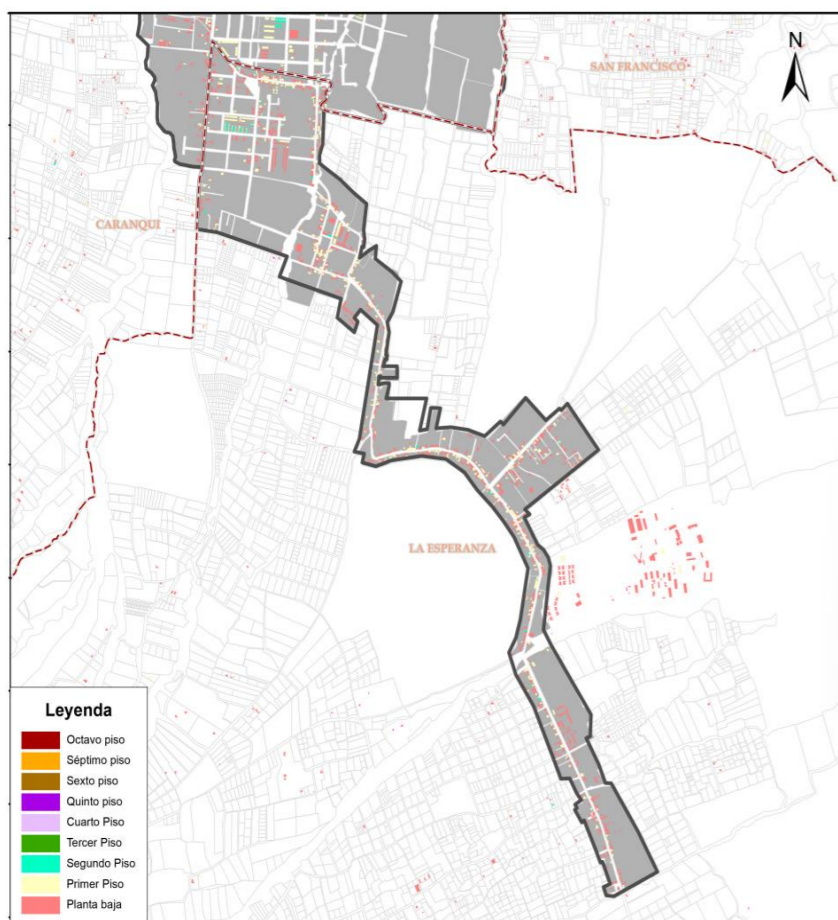 N
SAN FRANCISCO
CARANQUI
LA ESPERANZA
Leyenda
Octavo piso
Séptimo piso
Sexto piso
Quinto piso
Cuarto Piso
Tercer Piso
Segundo Piso
Primer Piso
Planta baja